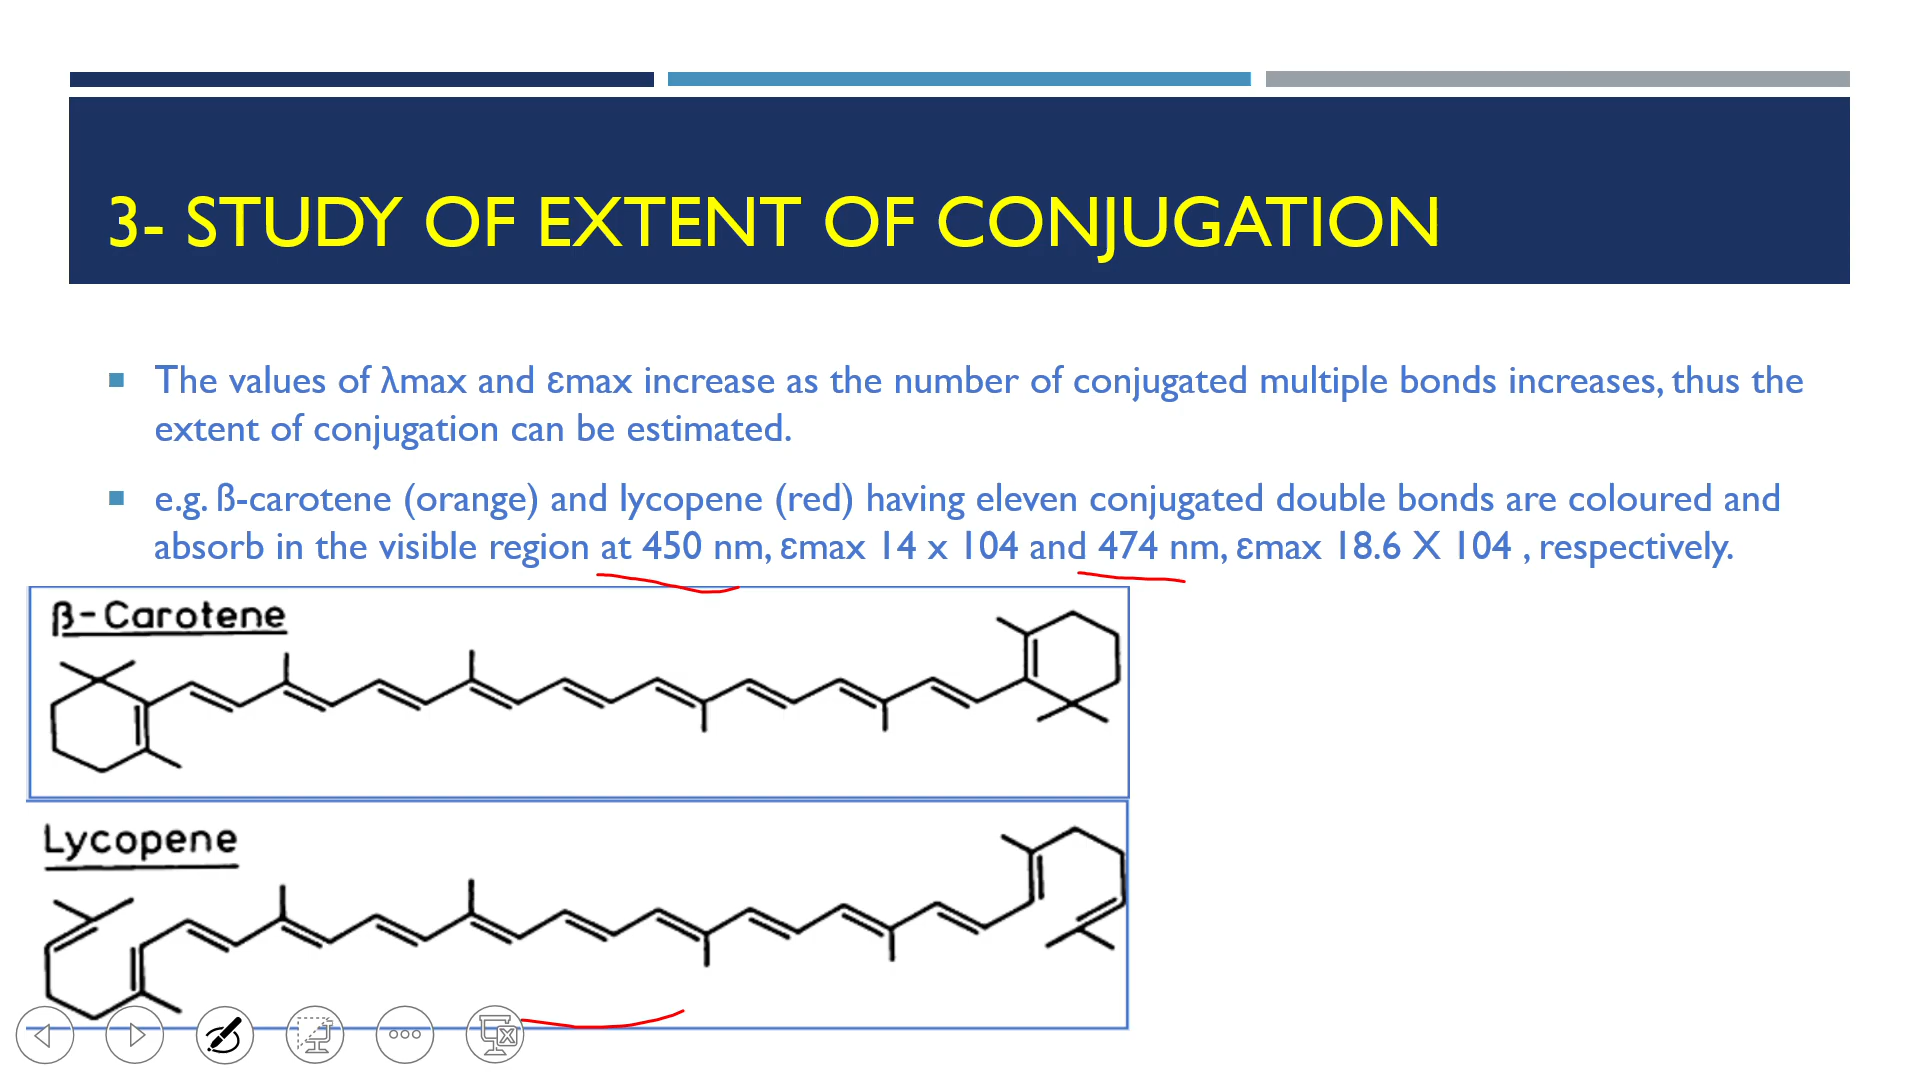 3- STUDY OF EXTENT OF CONJUGATION
The values of λmax and εmax increase as the number of conjugated multiple bonds increases, thus the
extent of conjugation can be estimated.
e.g. ß-carotene (orange) and lycopene (red) having eleven conjugated double bonds are coloured and
absorb in the visible region at 450 nm, εmax 14 x 104 and 474 nm, εmax 18.6 X 104 , respectively.
β-Carotene
Lycopene